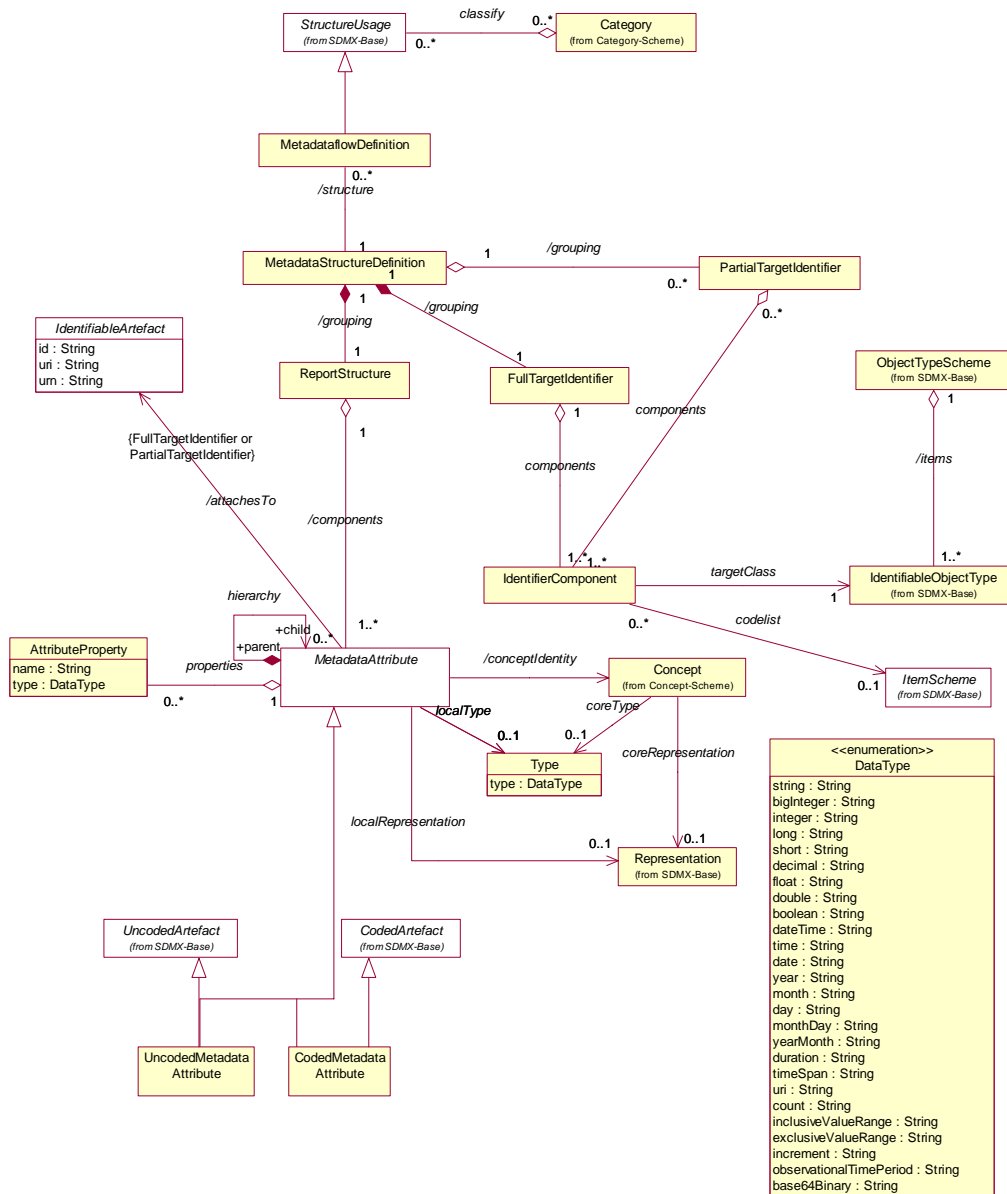 classify
StructureUsage
(from SDMX-Base)
0..*
0..*
Category
(from Category-Scheme)
MetadataflowDefinition
0..*
/structure
1
MetadataStructureDefinition
1
1
1
/grouping
0..*
PartialTargetIdentifier
0..*
/grouping
/grouping
IdentifiableArtefact
id : String
uri : String
urn : String
1
ReportStructure
1
1
FullTargetIdentifier
1
ObjectTypeScheme
(from SDMX-Base)
1
components
{FullTargetIdentifier or
PartialTargetIdentifier}
/attachesTo
/components
components
/items
1..*
1..*
1..*
IdentifierComponent
targetClass
1
IdentifiableObjectType
(from SDMX-Base)
0..*
codelist
0..1
ItemScheme
(from SDMX-Base)
hierarchy
+child
0..*
1..*
+parent
AttributeProperty
name : String
type : DataType
properties
0..*
1
MetadataAttribute
/conceptIdentity
Concept
(from Concept-Scheme)
localType
0..1
coreType
0..1
Type
type : DataType
coreRepresentation
localRepresentation
0..1
0..1
Representation
(from SDMX-Base)
<<enumeration>>
DataType
string : String
bigInteger : String
integer : String
long : String
short : String
decimal : String
float : String
double : String
boolean : String
dateTime : String
time : String
date : String
year : String
month : String
day : String
monthDay : String
yearMonth : String
duration : String
timeSpan : String
uri : String
count : String
inclusiveValueRange : String
exclusiveValueRange : String
increment : String
observationalTimePeriod : String
base64Binary : String
UncodedArtefact
(from SDMX-Base)
CodedArtefact
(from SDMX-Base)
UncodedMetadata
Attribute
CodedMetadata
Attribute